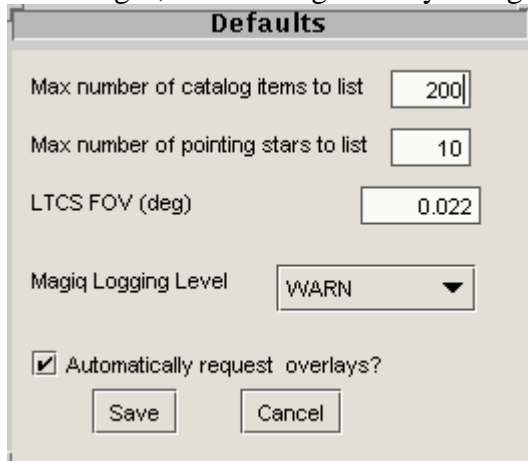 Defaults
Max number of catalog items to list 200
Max number of pointing stars to list 10
LTCS FOV (deg) 0.022
Magiq Logging Level WARN
Automatically request overlays?
Save Cancel